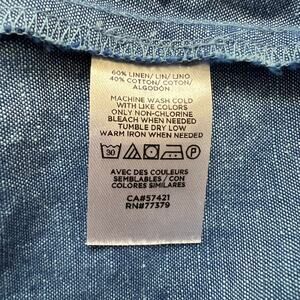 60% LINEN/ LIN/ LINO
40% COTTON/ COTON/
ALGODÓN
MACHINE WASH COLD
WITH LIKE COLORS
ONLY NON-CHLORINE
BLEACH WHEN NEEDED
TUMBLE DRY LOW
WARM IRON WHEN NEEDED
30 P
AVEC DES COULEURS
SEMBLABLES / CON
COLORES SIMILARES
CA#57421
RN#77379